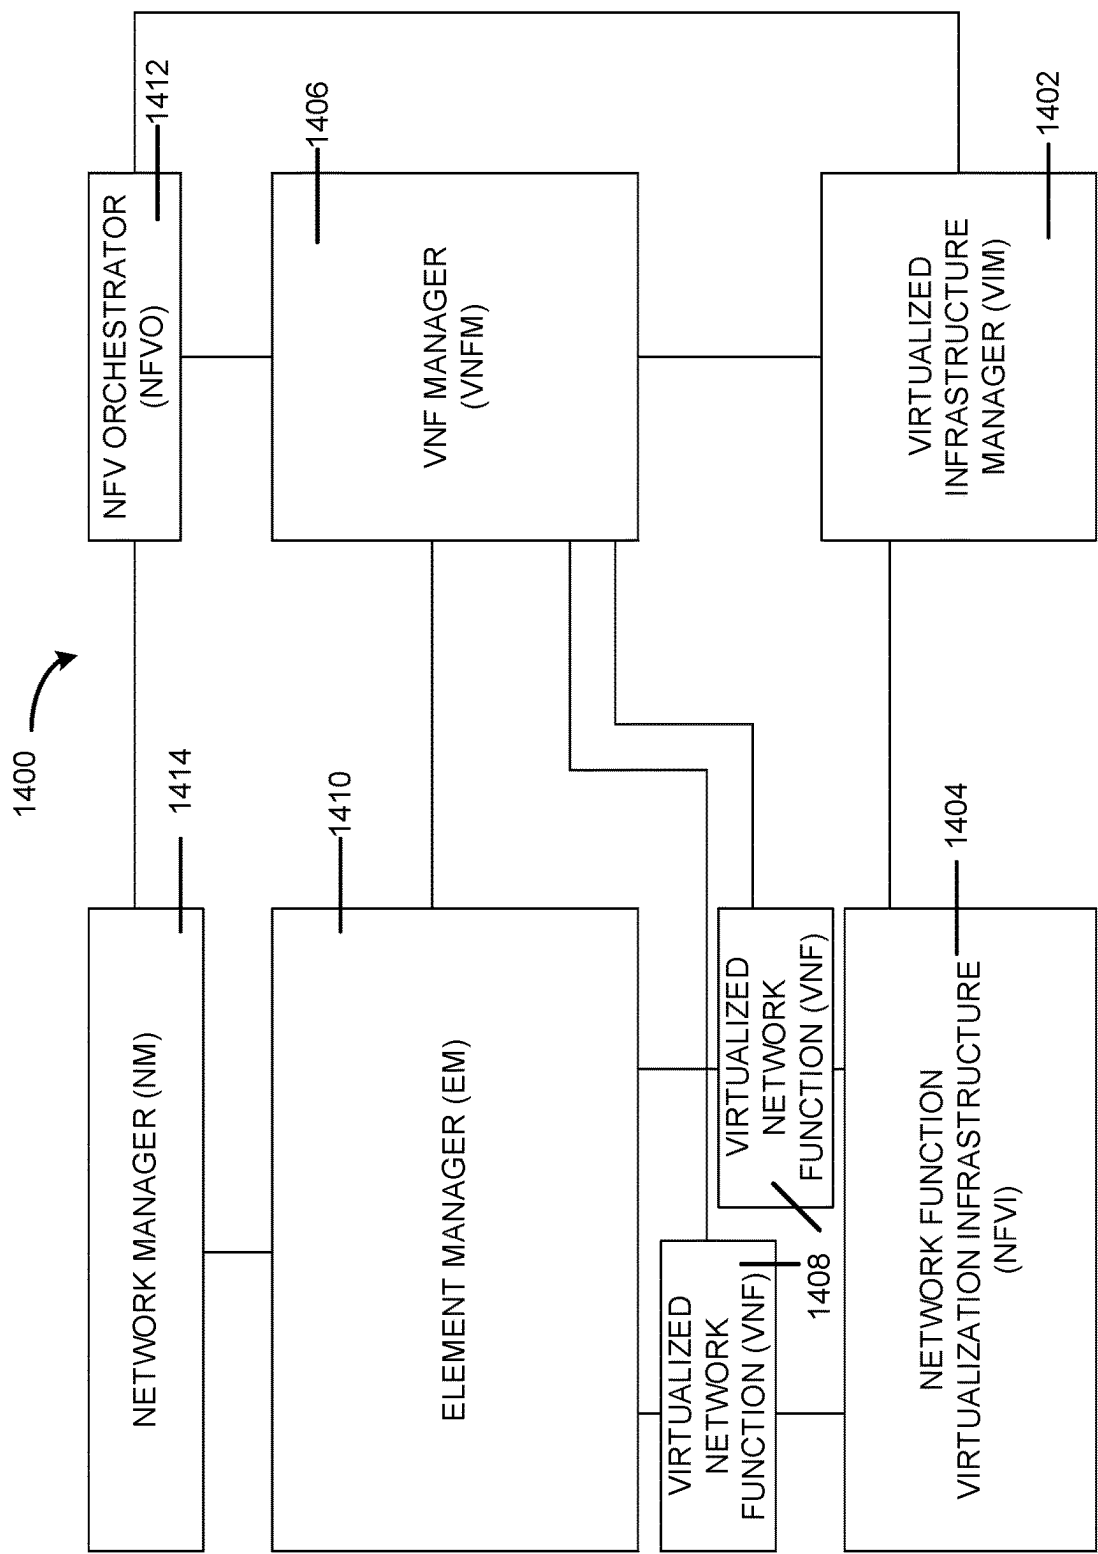 1400
NETWORK MANAGER (NM)
1414
NFV ORCHESTRATOR
(NFVO)
1412
ELEMENT MANAGER (EM)
1410
VNF MANAGER
(VNFM)
1406
VIRTUALIZED
NETWORK
FUNCTION (VNF)
VIRTUALIZED
NETWORK
FUNCTION (VNF)
1408
NETWORK FUNCTION
VIRTUALIZATION INFRASTRUCTURE
(NFVI)
1404
VIRTUALIZED
INFRASTRUCTURE
MANAGER (VIM)
1402